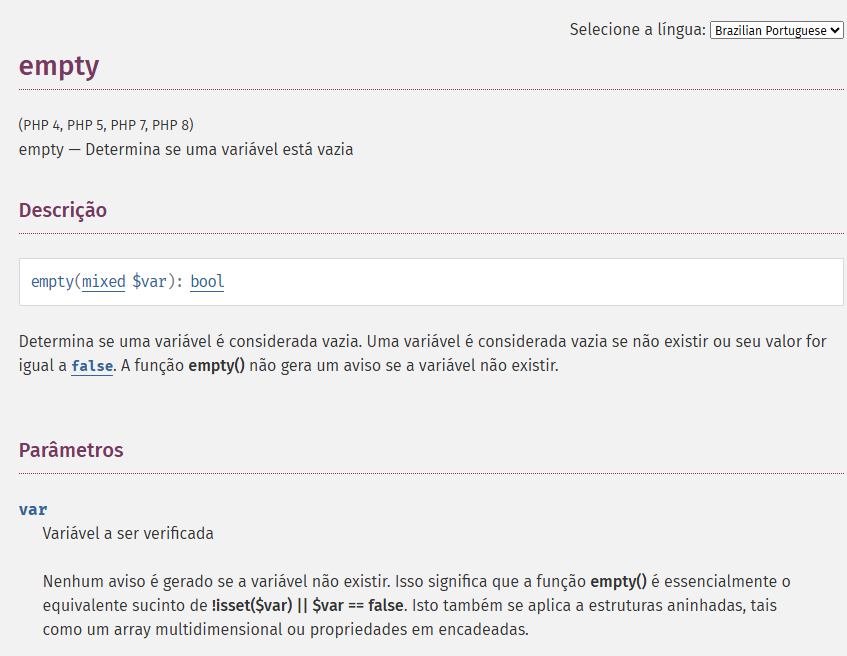 Selecione a língua: Brazilian Portuguese
empty
(PHP 4, PHP 5, PHP 7, PHP 8)
empty — Determina se uma variável está vazia
Descrição
empty(mixed $var): bool
Determina se uma variável é considerada vazia. Uma variável é considerada vazia se não existir ou seu valor for
igual a false. A função empty() não gera um aviso se a variável não existir.
Parâmetros
var
Variável a ser verificada
Nenhum aviso é gerado se a variável não existir. Isso significa que a função empty() é essencialmente o
equivalente sucinto de !isset($var) || $var == false. Isto também se aplica a estruturas aninhadas, tais
como um array multidimensional ou propriedades em encadeadas.